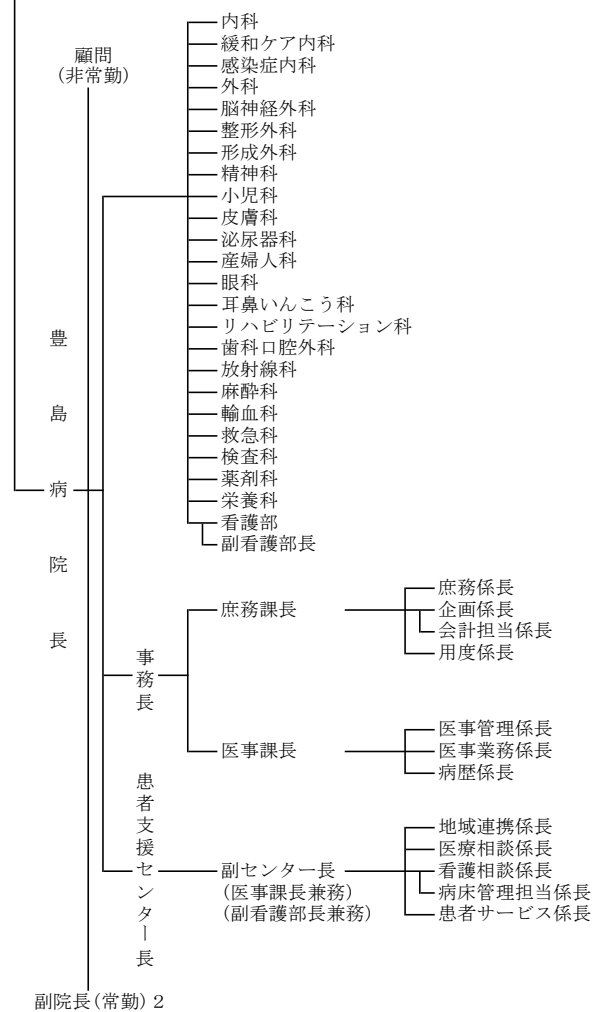 顧問
(非常勤)
内科
緩和ケア内科
感染症内科
外科
脳神経外科
整形外科
形成外科
精神科
小児科
皮膚科
泌尿器科
産婦人科
眼科
耳鼻いんこう科
リハビリテーション科
歯科口腔外科
放射線科
麻酔科
輸血科
救急科
検査科
薬剤科
栄養科
看護部
副看護部長
豊島病院長
事務長
庶務課長
庶務係長
企画係長
会計担当係長
用度係長
医事課長
医事管理係長
医事業務係長
病歴係長
患者支援センター長
副センター長
(医事課長兼務)
(副看護部長兼務)
地域連携係長
医療相談係長
看護相談係長
病床管理担当係長
患者サービス係長
副院長(常勤) 2